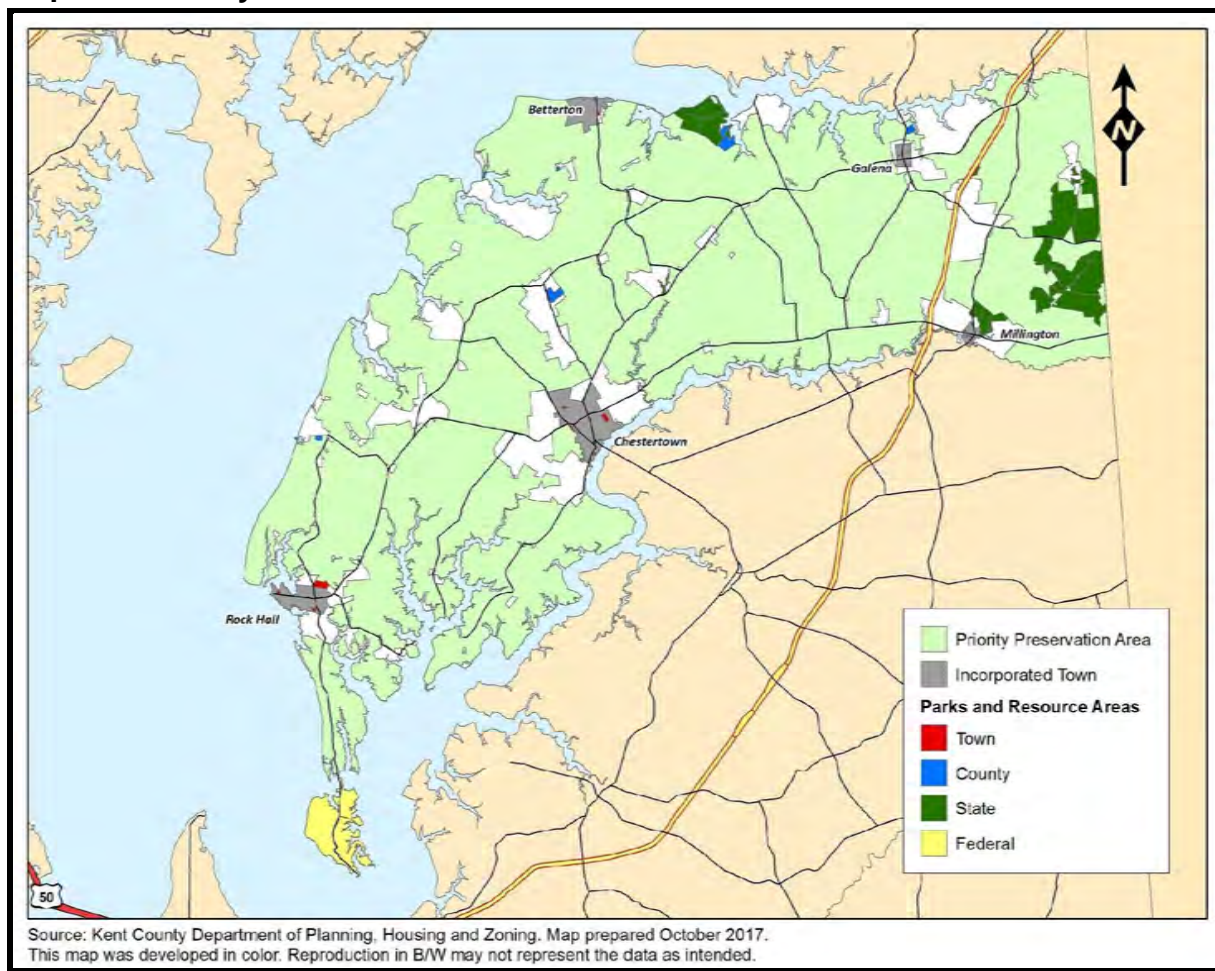 Betterton
N
Galena
Millington
Chestertown
Rock Hall
Priority Preservation Area
Incorporated Town
Parks and Resource Areas
Town
County
State
Federal
50
Source: Kent County Department of Planning, Housing and Zoning. Map prepared October 2017.
This map was developed in color. Reproduction in B/W may not represent the data as intended.